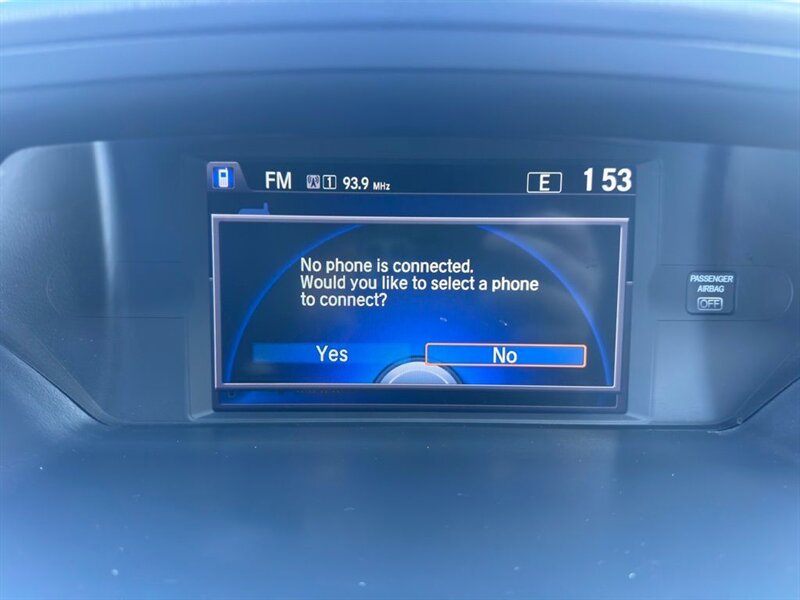 FM 1 93.9 MHz E 1 53
No phone is connected.
Would you like to select a phone
to connect?
Yes No
PASSENGER
AIRBAG
OFF